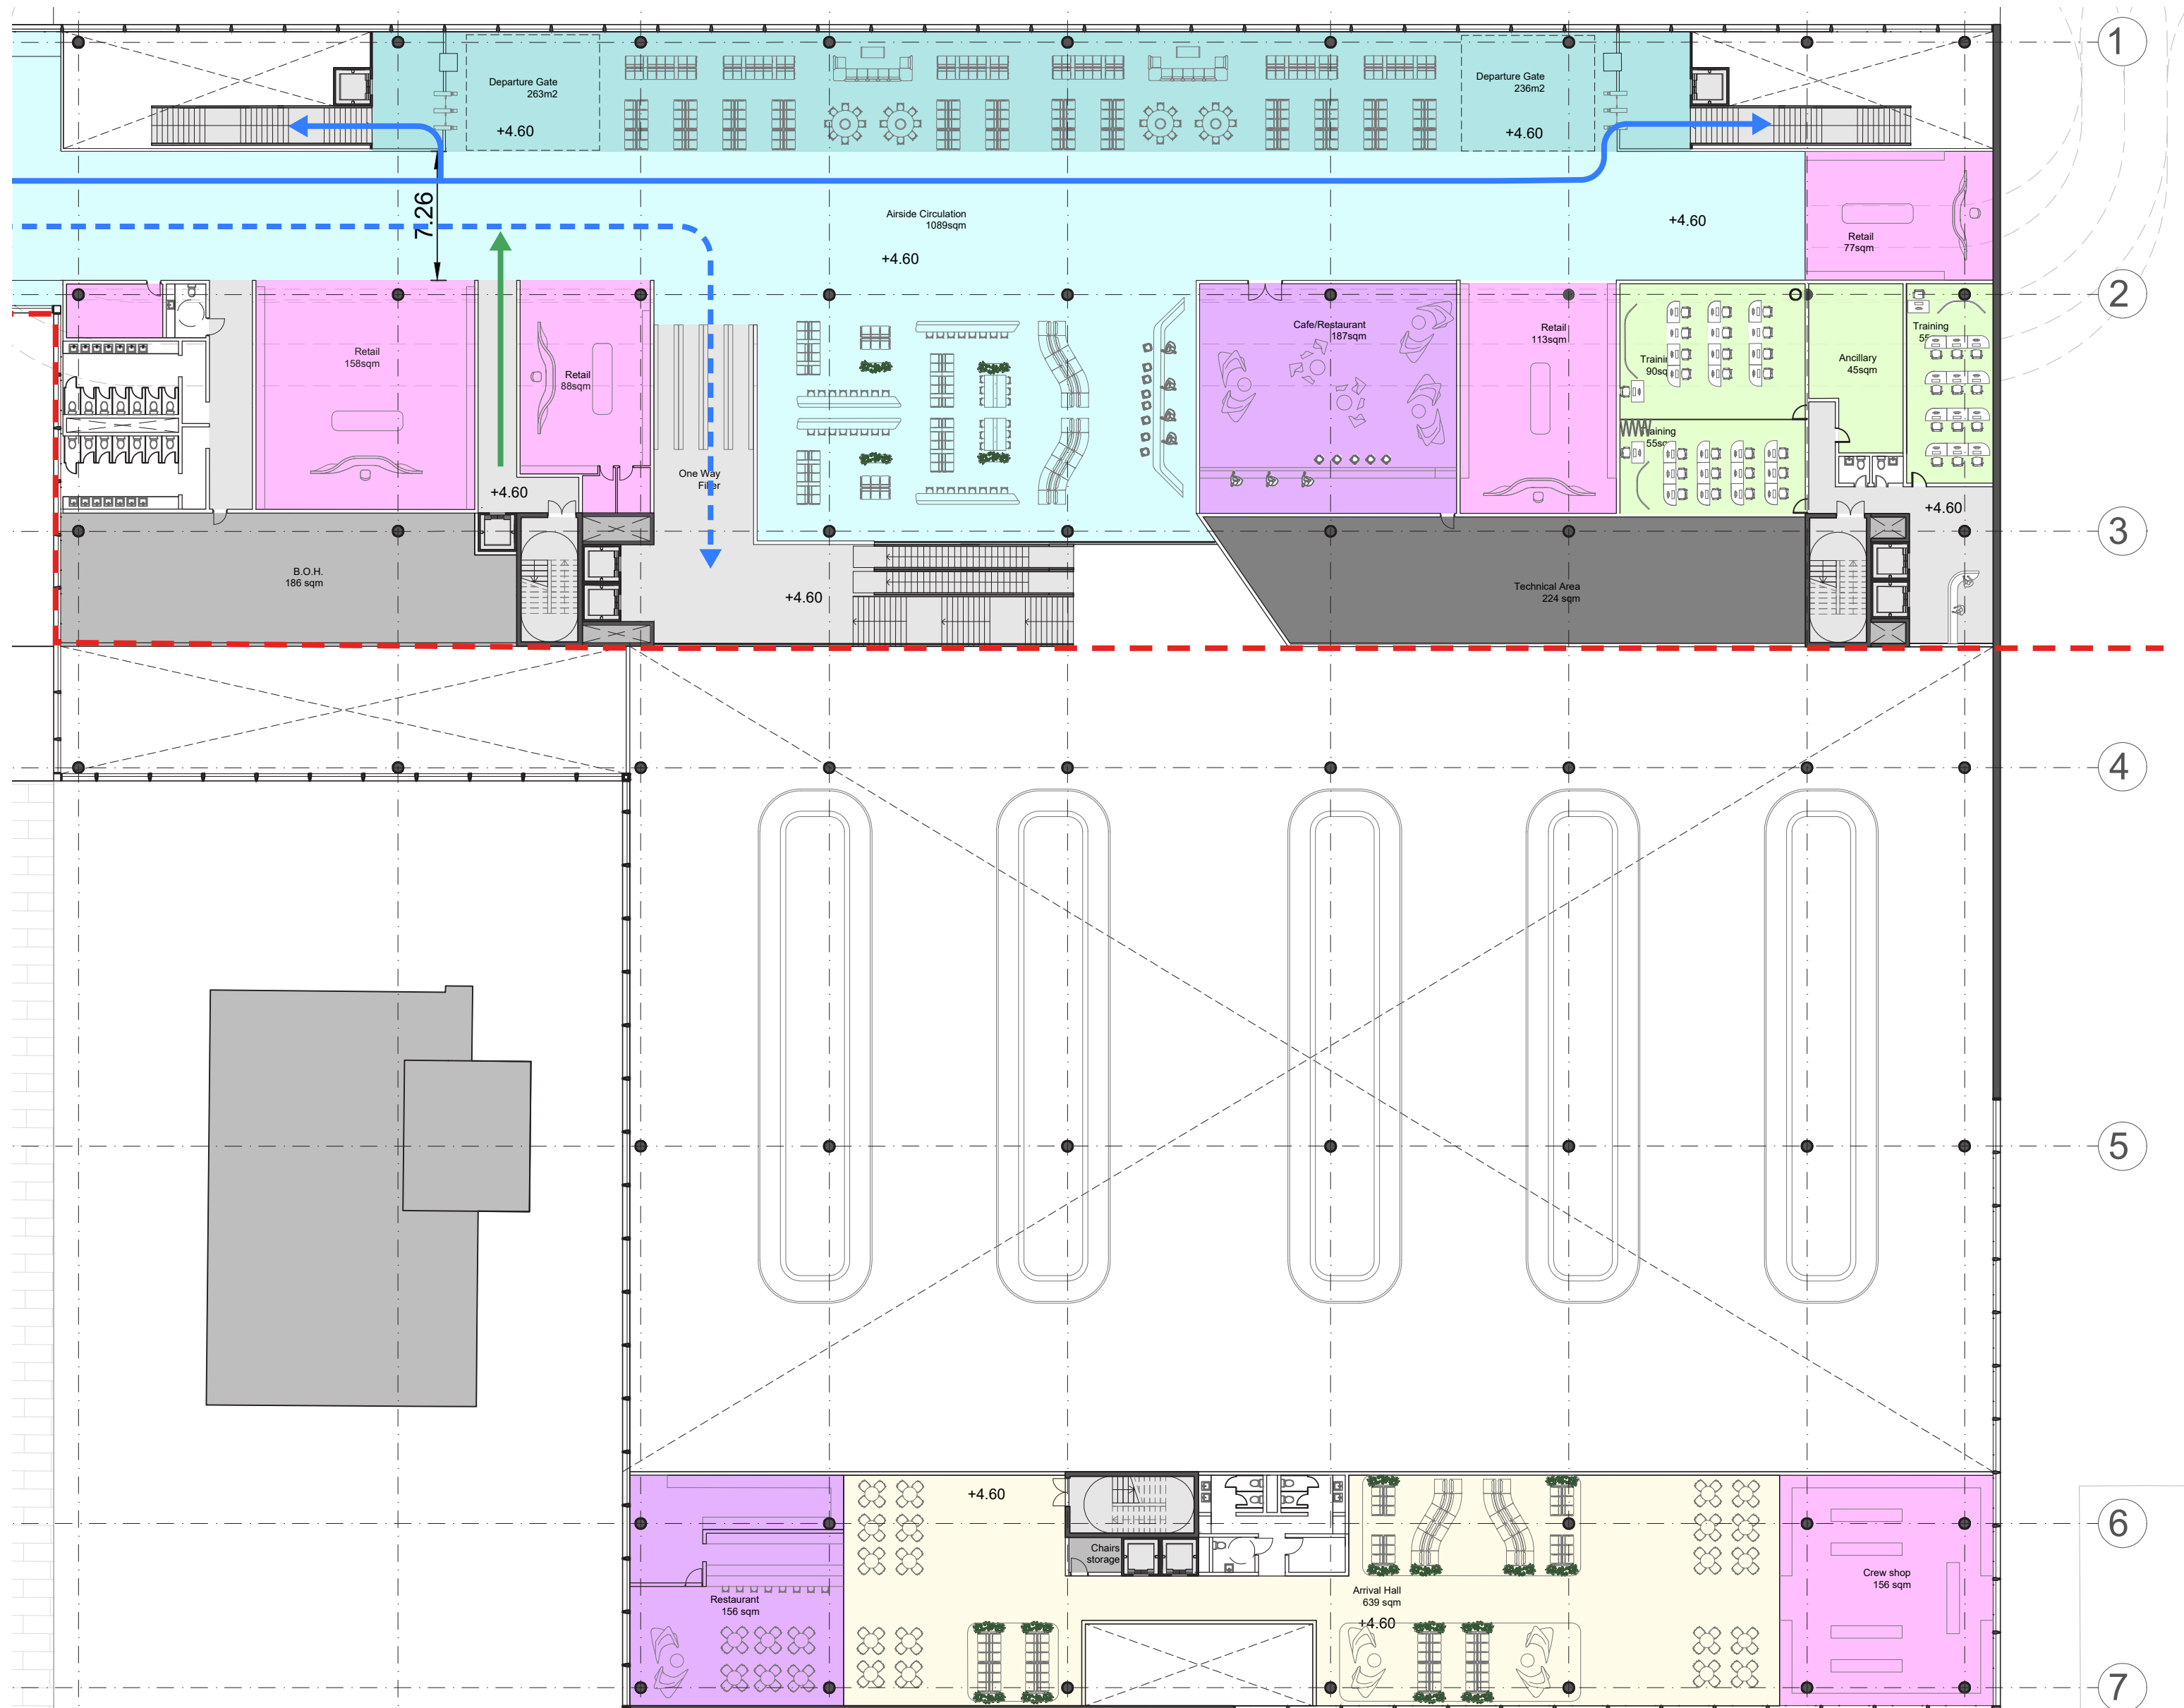 1
Departure Gate
263m2
+4.60
Departure Gate
236m2
+4.60
7.26
Airside Circulation
1089sqm
+4.60
+4.60
Retail
77sqm
2
Retail
158sqm
Retail
88sqm
Cafe/Restaurant
187sqm
Retail
113sqm
Ancillary
45sqm
Training
One Way
+4.60
+4.60
3
B.O.H.
186 sqm
+4.60
Technical Area
224 sqm
4
5
+4.60
6
Chairs
storage
Restaurant
156 sqm
Arrival Hall
639 sqm
+4.60
Crew shop
156 sqm
7